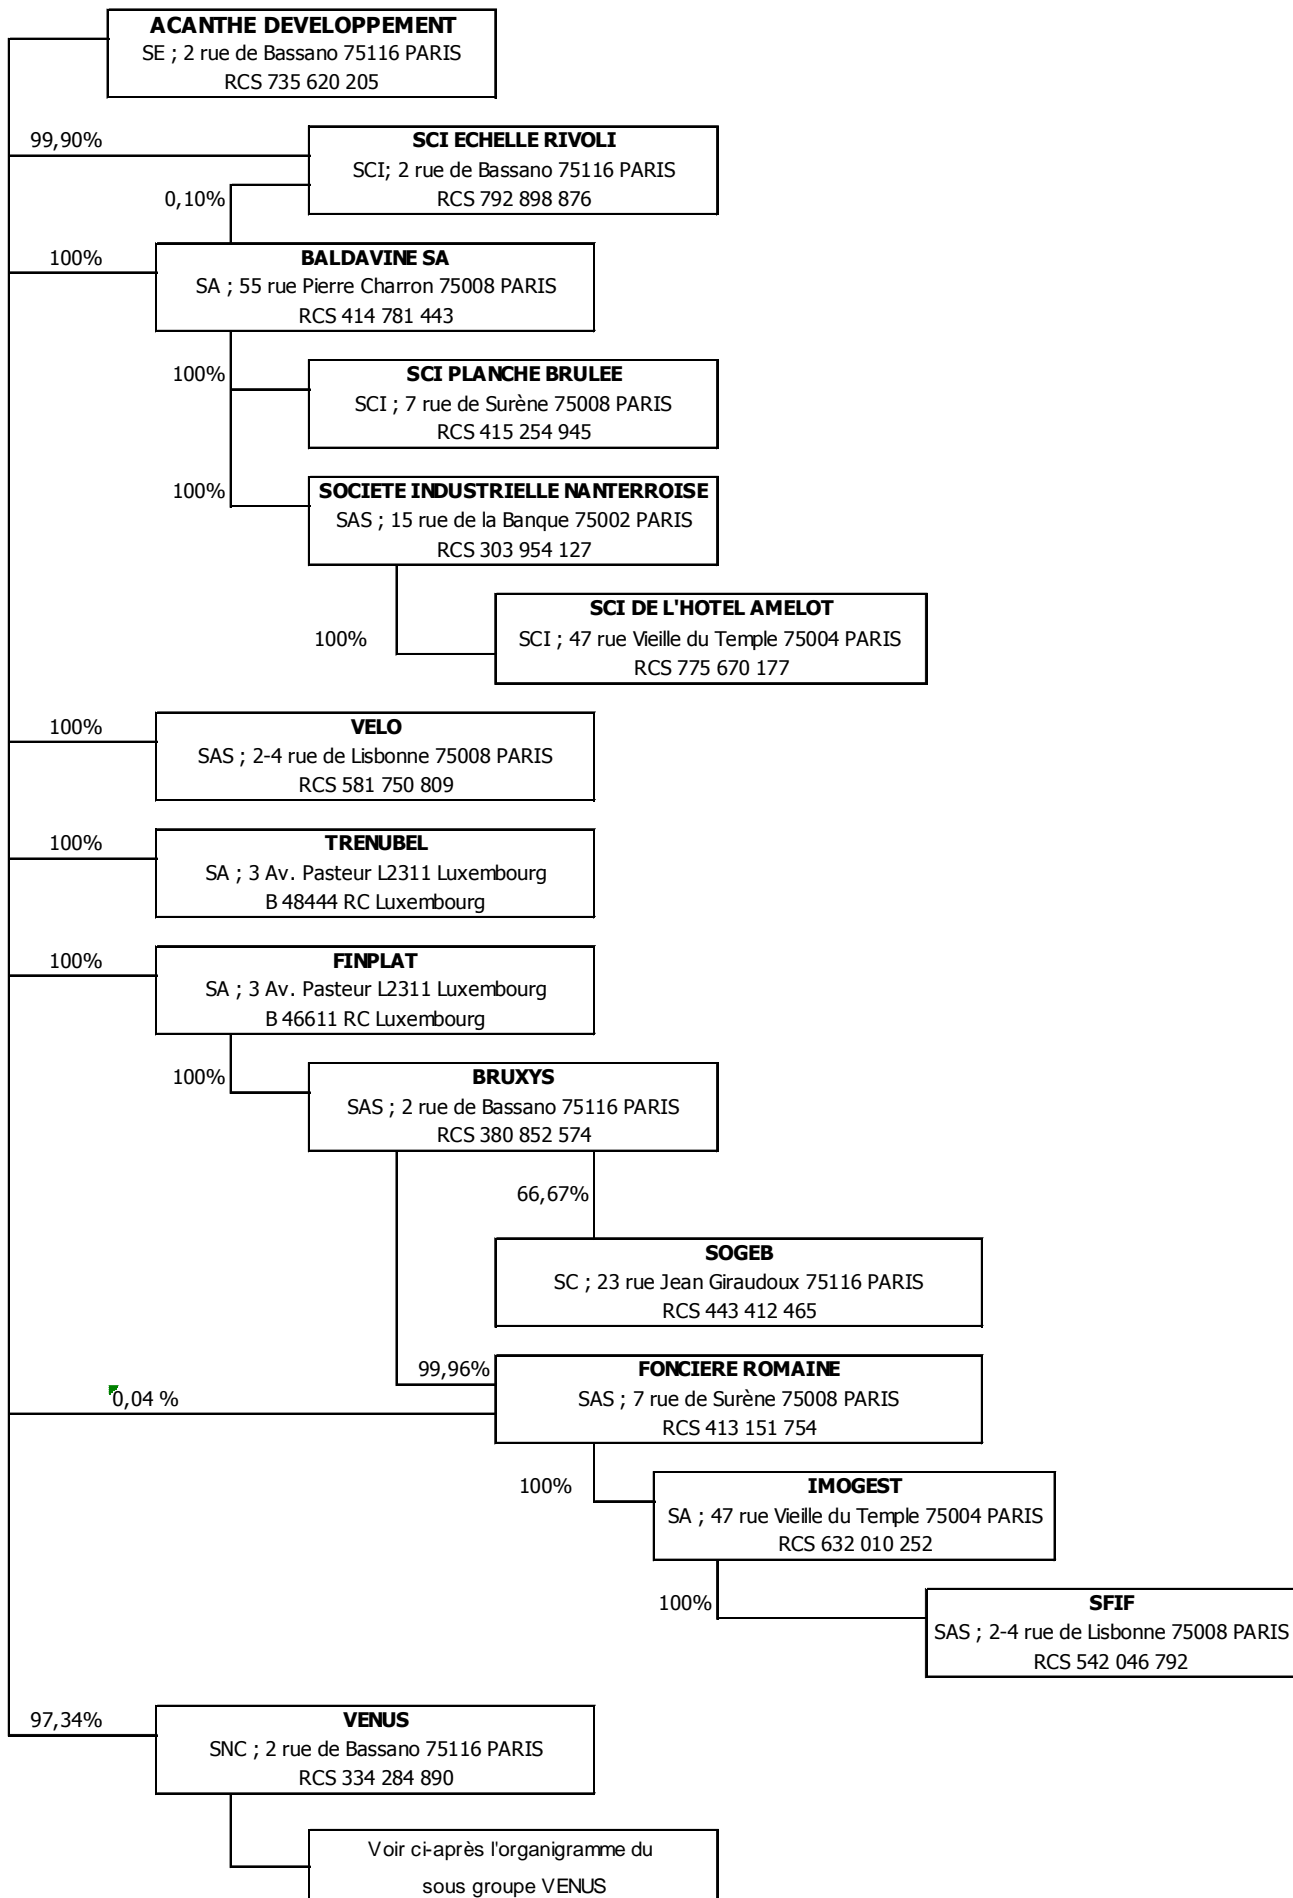 ACANTHE DEVELOPPEMENT
SE ; 2 rue de Bassano 75116 PARIS
RCS 735 620 205
99,90%
SCI ECHELLE RIVOLI
SCI; 2 rue de Bassano 75116 PARIS
RCS 792 898 876
0,10%
100%
BALDAVINE SA
SA ; 55 rue Pierre Charron 75008 PARIS
RCS 414 781 443
100%
SCI PLANCHE BRULEE
SCI ; 7 rue de Surène 75008 PARIS
RCS 415 254 945
100%
SOCIETE INDUSTRIELLE NANTERROISE
SAS ; 15 rue de la Banque 75002 PARIS
RCS 303 954 127
100%
SCI DE L'HOTEL AMELOT
SCI ; 47 rue Vieille du Temple 75004 PARIS
RCS 775 670 177
100%
VELO
SAS ; 2-4 rue de Lisbonne 75008 PARIS
RCS 581 750 809
100%
TRENUBEL
SA ; 3 Av. Pasteur L2311 Luxembourg
B 48444 RC Luxembourg
100%
FINPLAT
SA ; 3 Av. Pasteur L2311 Luxembourg
B 46611 RC Luxembourg
100%
BRUXYS
SAS ; 2 rue de Bassano 75116 PARIS
RCS 380 852 574
66,67%
SOGEB
SC ; 23 rue Jean Giraudoux 75116 PARIS
RCS 443 412 465
99,96%
FONCIERE ROMAINE
0,04 %
SAS ; 7 rue de Surène 75008 PARIS
RCS 413 151 754
100%
IMOGEST
SA ; 47 rue Vieille du Temple 75004 PARIS
RCS 632 010 252
100%
SFIF
SAS ; 2-4 rue de Lisbonne 75008 PARIS
RCS 542 046 792
97,34%
VENUS
SNC ; 2 rue de Bassano 75116 PARIS
RCS 334 284 890
Voir ci-après l'organigramme du
sous groupe VENUS